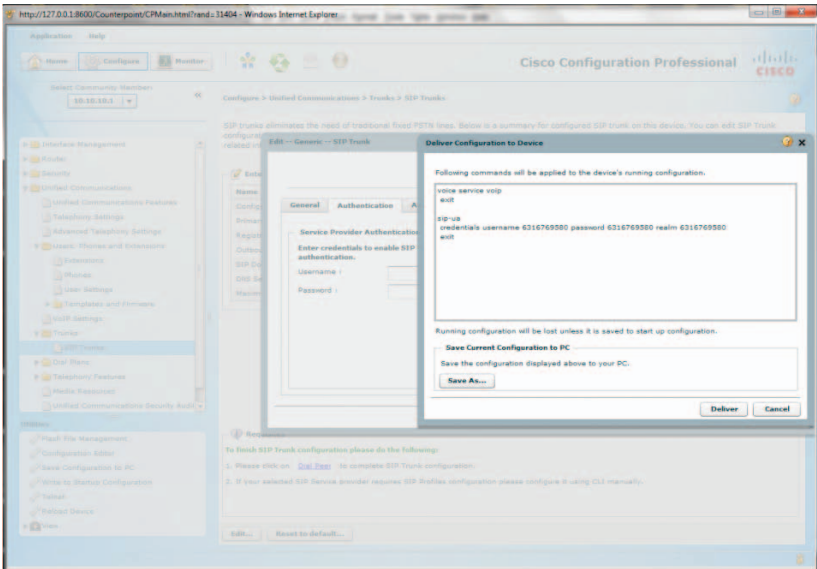 http://127.0.0.1:8600/Counterpoint/CPMain.html?rand=31404 - Windows Internet Explorer
Application Help
Home Configure Monitor
Cisco Configuration Professional
CISCO
Select Community Member:
10.10.10.1
Configure > Unified Communications > Trunks > SIP Trunks
SIP trunks eliminates the need of traditional fixed PSTN lines. Below is a summary for configured SIP trunk on this device. You can edit SIP Trunk
related
Interface Management
Router
Security
Unified Communications
Unified Communications Features
Telephony Settings
Advanced Telephony Settings
Users, Phones and Extensions
Extensions
Phones
User Settings
Templates and Firmware
VoIP Settings
Trunks
SIP Trunks
Dial Plans
Telephony Features
Media Resources
Unified Communications Security Audit
Utilities
Flash File Management
Configuration Editor
Save Configuration to PC
Write to Startup Configuration
Telnet
Reload Device
View
Name
Edit -- Generic -- SIP Trunk
General Authentication
Service Provider Authentication
Enter credentials to enable SIP
authentication.
Username :
Password :
Deliver Configuration to Device
Following commands will be applied to the device's running configuration.
voice service voip
exit
sip-ua
credentials username 6316769580 password 6316769580 realm 6316769580
exit
Running configuration will be lost unless it is saved to start up configuration.
Save Current Configuration to PC
Save the configuration displayed above to your PC.
Save As...
Deliver Cancel
To finish SIP Trunk configuration please do the following:
1. Please click on Dial Peer to complete SIP Trunk configuration.
2. If your selected SIP Service provider requires SIP Profiles configuration please configure it using CLI manually.
Edit... Reset to default...